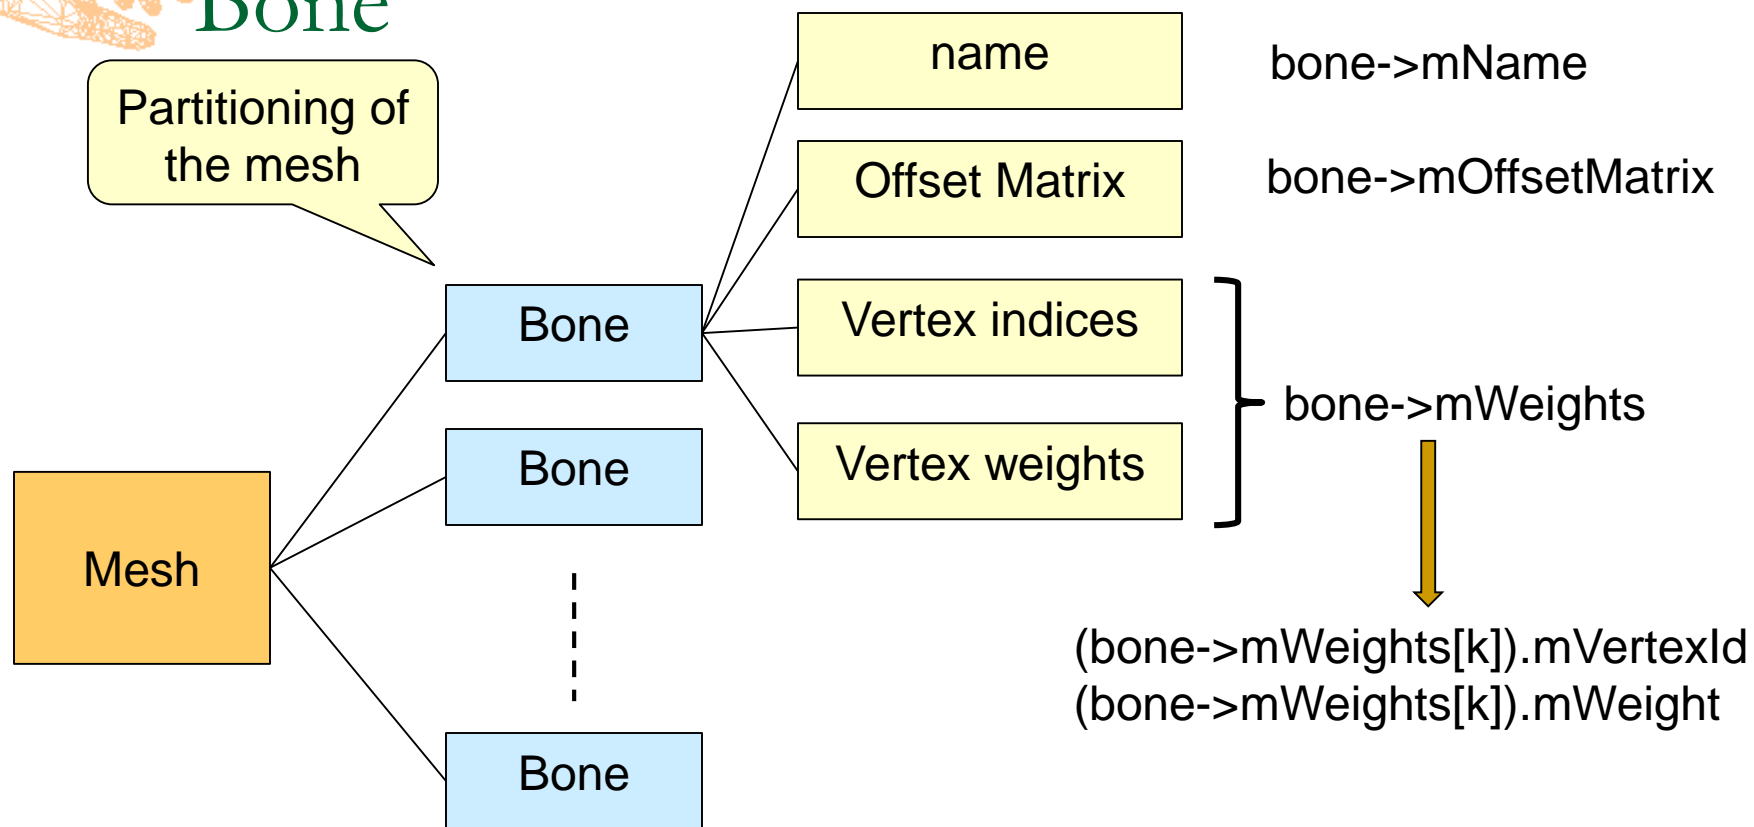 Bone
Partitioning of
the mesh
name
bone->mName
Offset Matrix
bone->mOffsetMatrix
Bone
Vertex indices
bone->mWeights
Bone
Vertex weights
Mesh
(bone->mWeights[k]).mVertexId
(bone->mWeights[k]).mWeight
Bone